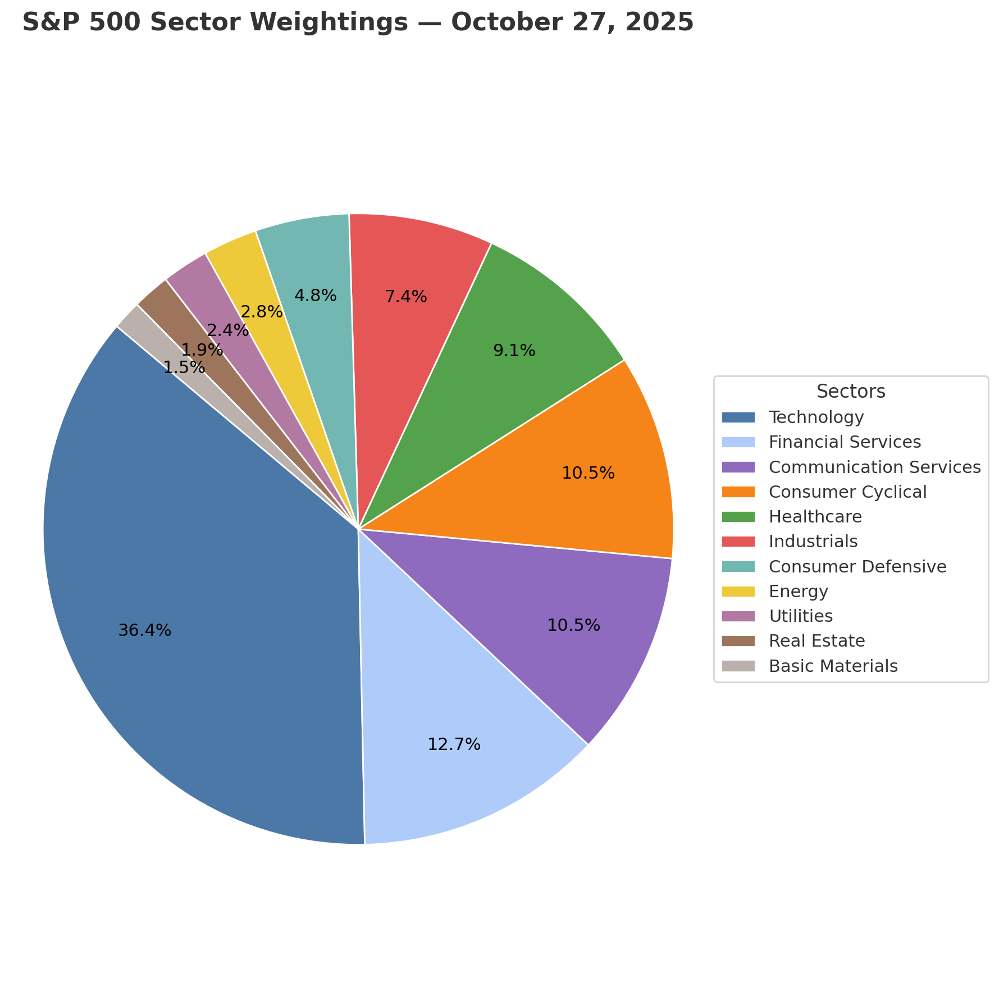 S&P 500 Sector Weightings — October 27, 2025
4.8%
7.4%
2.8%
2.4%
1.9%
9.1%
1.5%
10.5%
36.4%
10.5%
12.7%
Sectors
Technology
Financial Services
Communication Services
Consumer Cyclical
Healthcare
Industrials
Consumer Defensive
Energy
Utilities
Real Estate
Basic Materials